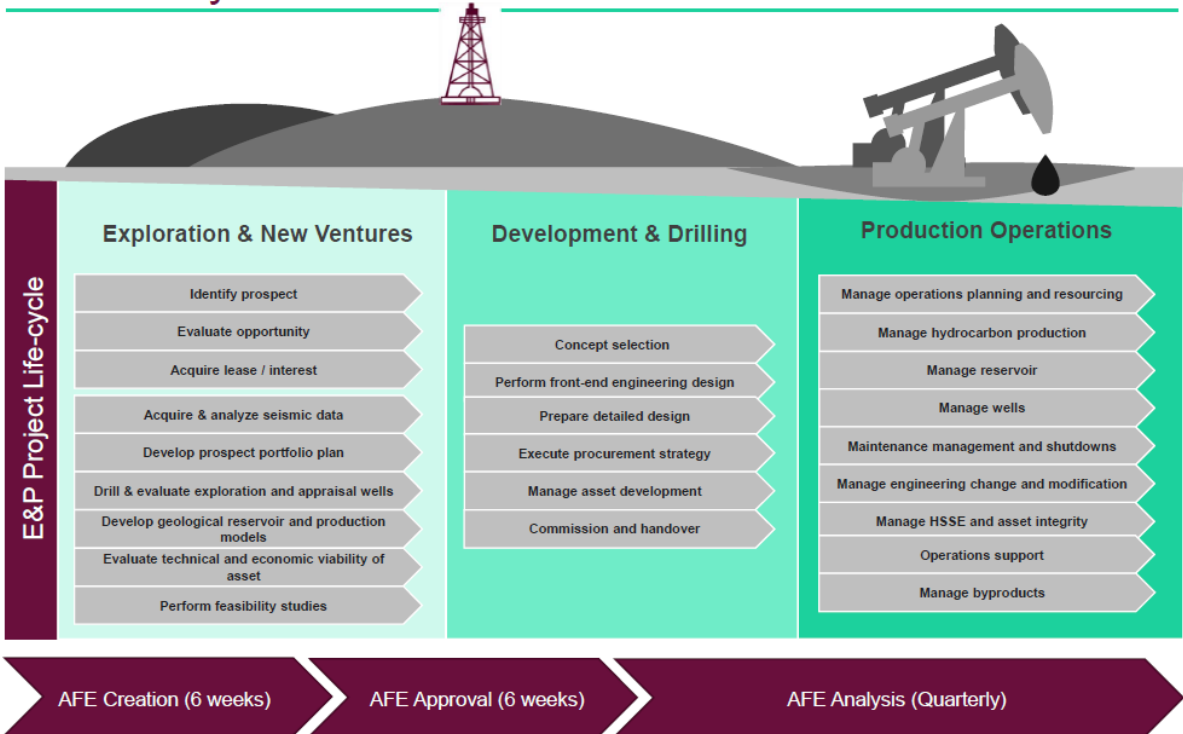 E&P Project Life-cycle
Exploration & New Ventures
Identify prospect
Evaluate opportunity
Acquire lease / interest
Acquire & analyze seismic data
Develop prospect portfolio plan
Drill & evaluate exploration and appraisal wells
Develop geological reservoir and production
models
Evaluate technical and economic viability of
asset
Perform feasibility studies
Development & Drilling
Concept selection
Perform front-end engineering design
Prepare detailed design
Execute procurement strategy
Manage asset development
Commission and handover
Production Operations
Manage operations planning and resourcing
Manage hydrocarbon production
Manage reservoir
Manage wells
Maintenance management and shutdowns
Manage engineering change and modification
Manage HSSE and asset integrity
Operations support
Manage byproducts
AFE Creation (6 weeks)
AFE Approval (6 weeks)
AFE Analysis (Quarterly)